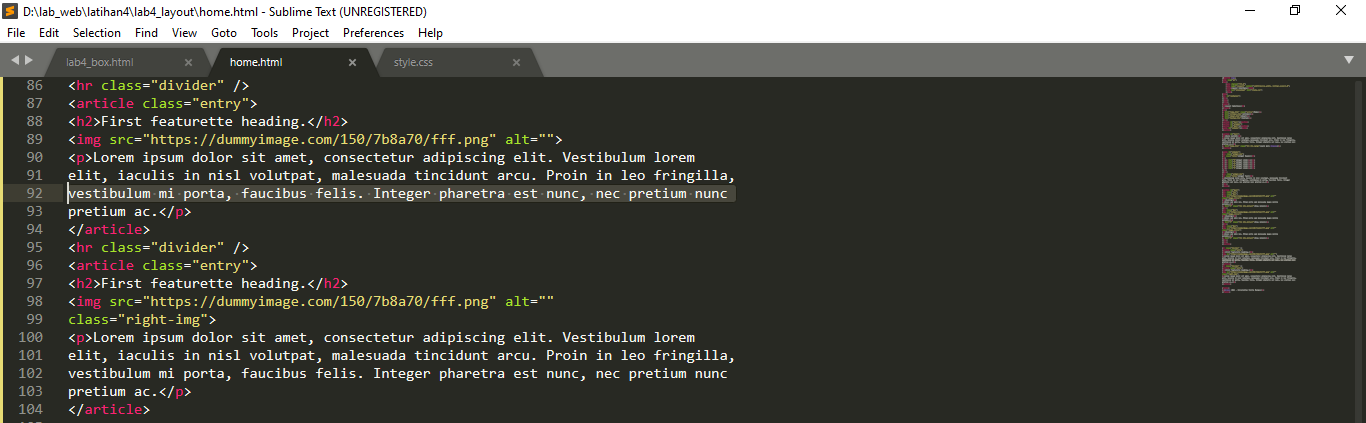 D:\lab_web\latihan4\lab4_layout\home.html - Sublime Text (UNREGISTERED)
File Edit Selection Find View Goto Tools Project Preferences Help
lab4_box.html home.html style.css
86 <hr class="divider" />
87 <article class="entry">
88 <h2>First featurette heading.</h2>
89 <img src="https://dummyimage.com/150/7b8a70/fff.png" alt="">
90 <p>Lorem ipsum dolor sit amet, consectetur adipiscing elit. Vestibulum lorem
91 elit, iaculis in nisl volutpat, malesuada tincidunt arcu. Proin in leo fringilla,
92 vestibulum mi porta, faucibus felis. Integer pharetra est nunc, nec pretium nunc
93 pretium ac.</p>
94 </article>
95 <hr class="divider" />
96 <article class="entry">
97 <h2>First featurette heading.</h2>
98 <img src="https://dummyimage.com/150/7b8a70/fff.png" alt=""
99 class="right-img">
100 <p>Lorem ipsum dolor sit amet, consectetur adipiscing elit. Vestibulum lorem
101 elit, iaculis in nisl volutpat, malesuada tincidunt arcu. Proin in leo fringilla,
102 vestibulum mi porta, faucibus felis. Integer pharetra est nunc, nec pretium nunc
103 pretium ac.</p>
104 </article>